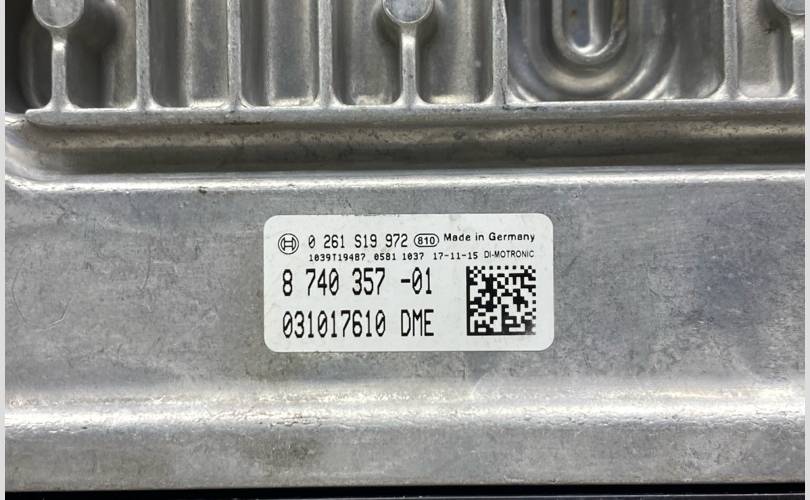 0 261 S19 972 810 Made in Germany
1039T19487 0581 1037 17-11-15 DI-MOTRONIC
8 740 357 -01
031017610 DME